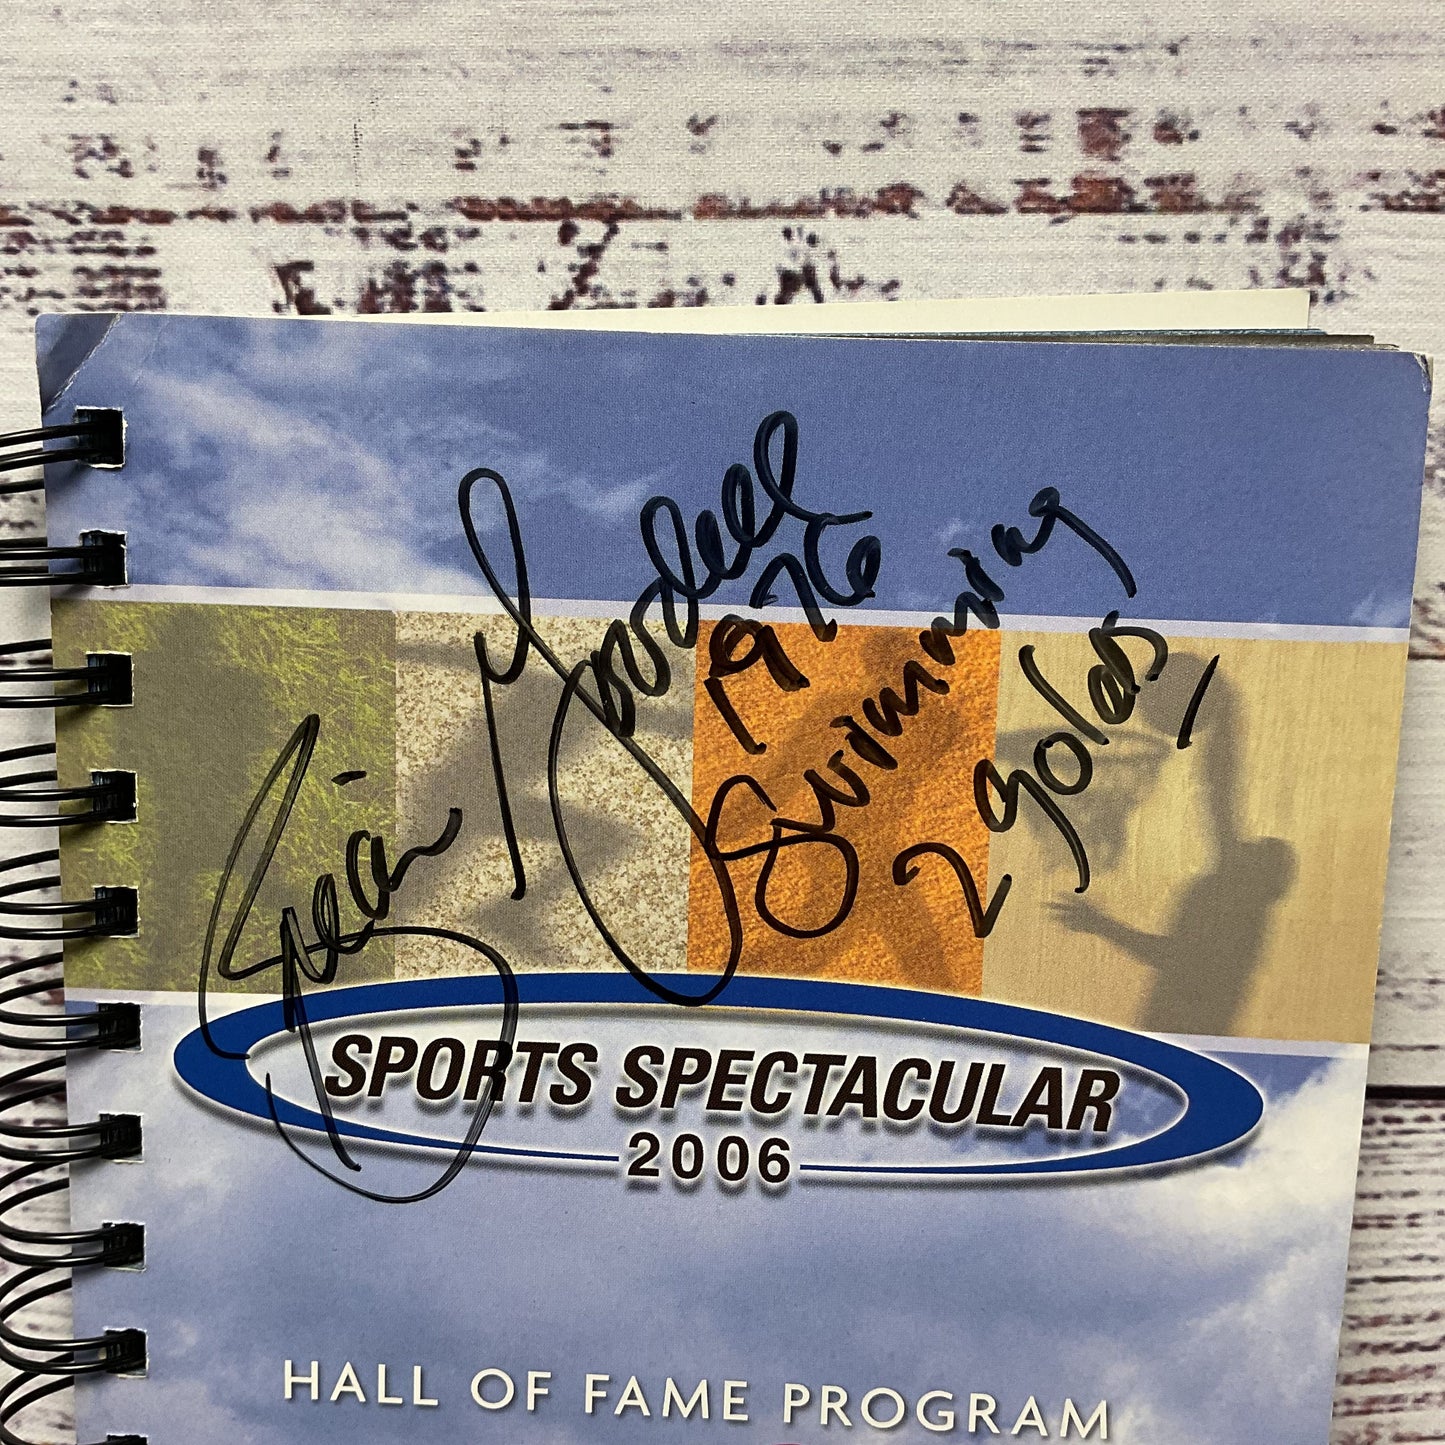 Brian Goodell
1976
Swimming
2 golds!
SPORTS SPECTACULAR
2006
HALL OF FAME PROGRAM